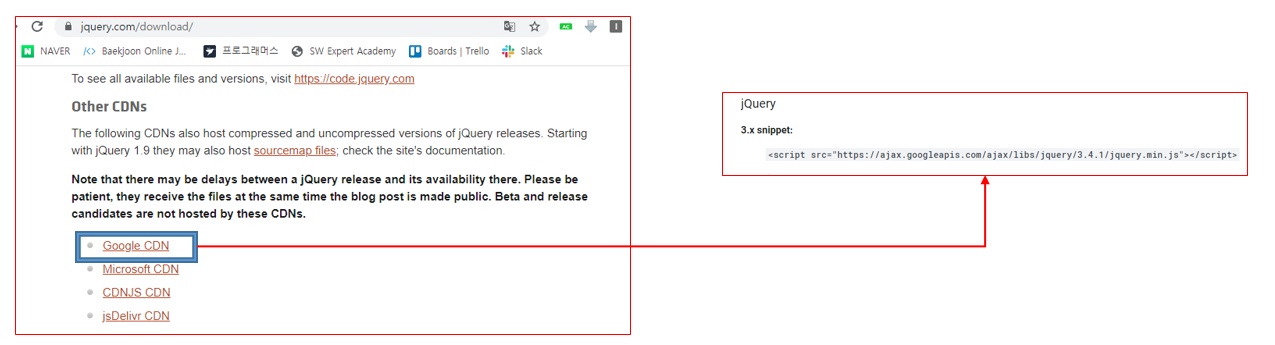 jquery.com/download/
AC
I
N NAVER </> Baekjoon Online J... 프로그래머스 SW Expert Academy Boards | Trello Slack
To see all available files and versions, visit https://code.jquery.com
Other CDNs
The following CDNs also host compressed and uncompressed versions of jQuery releases. Starting
with jQuery 1.9 they may also host sourcemap files; check the site's documentation.
Note that there may be delays between a jQuery release and its availability there. Please be
patient, they receive the files at the same time the blog post is made public. Beta and release
candidates are not hosted by these CDNs.
Google CDN
Microsoft CDN
CDNJS CDN
jsDelivr CDN
jQuery
3.x snippet:
<script src="https://ajax.googleapis.com/ajax/libs/jquery/3.4.1/jquery.min.js"></script>